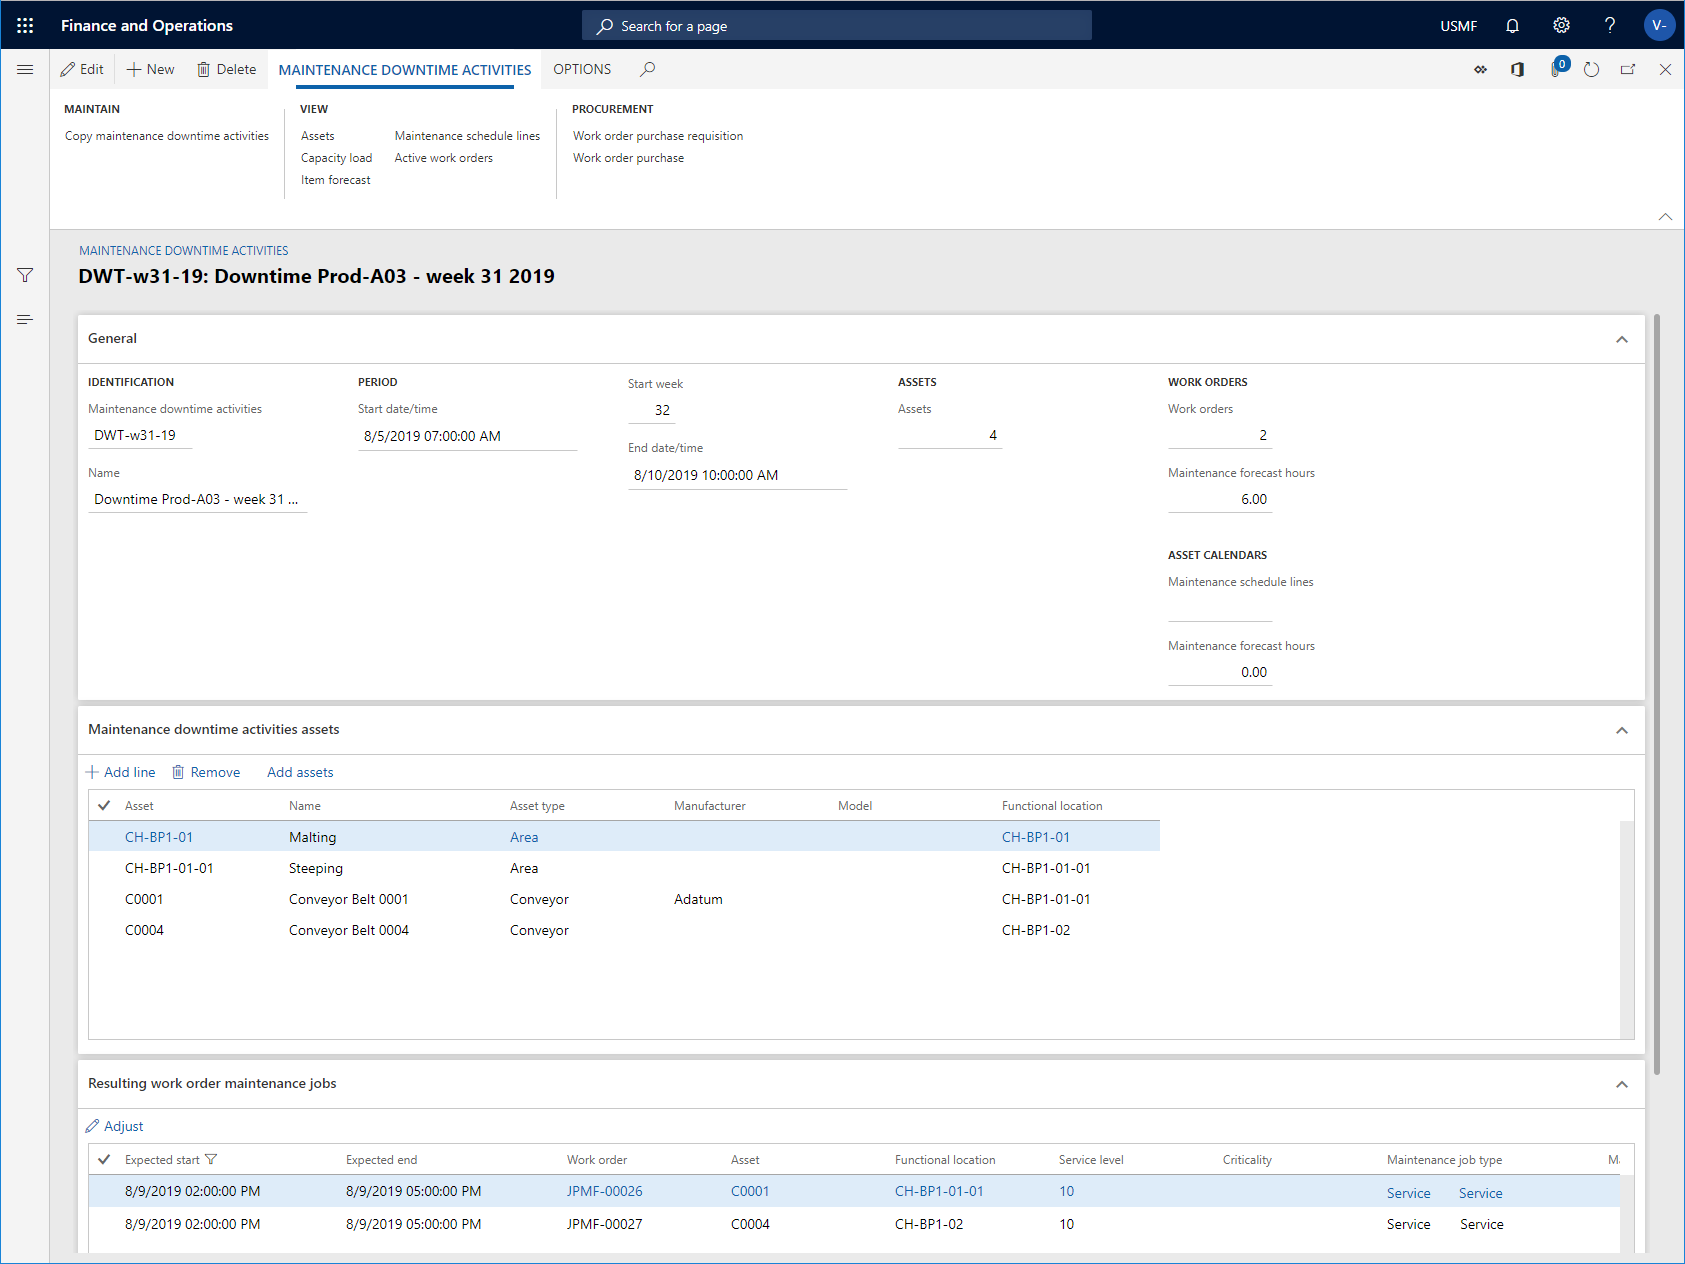 Finance and Operations
Search for a page
USMF
?
V-
Edit
New
Delete
MAINTENANCE DOWNTIME ACTIVITIES
OPTIONS
0
MAINTAIN
Copy maintenance downtime activities
VIEW
Assets
Maintenance schedule lines
Capacity load
Active work orders
Item forecast
PROCUREMENT
Work order purchase requisition
Work order purchase
MAINTENANCE DOWNTIME ACTIVITIES
DWT-w31-19: Downtime Prod-A03 - week 31 2019
General
IDENTIFICATION
Maintenance downtime activities
DWT-w31-19
Name
Downtime Prod-A03 - week 31 ...
PERIOD
Start date/time
8/5/2019 07:00:00 AM
Start week
32
End date/time
8/10/2019 10:00:00 AM
ASSETS
Assets
4
WORK ORDERS
Work orders
2
Maintenance forecast hours
6.00
ASSET CALENDARS
Maintenance schedule lines
Maintenance forecast hours
0.00
Maintenance downtime activities assets
Add line Remove Add assets
Asset Name Asset type Manufacturer Model Functional location
CH-BP1-01 Malting Area CH-BP1-01
CH-BP1-01-01 Steeping Area CH-BP1-01-01
C0001 Conveyor Belt 0001 Conveyor Adatum CH-BP1-01-01
C0004 Conveyor Belt 0004 Conveyor CH-BP1-02
Resulting work order maintenance jobs
Adjust
Expected start Expected end Work order Asset Functional location Service level Criticality Maintenance job type
8/9/2019 02:00:00 PM 8/9/2019 05:00:00 PM JPMF-00026 C0001 CH-BP1-01-01 10 Service Service
8/9/2019 02:00:00 PM 8/9/2019 05:00:00 PM JPMF-00027 C0004 CH-BP1-02 10 Service Service